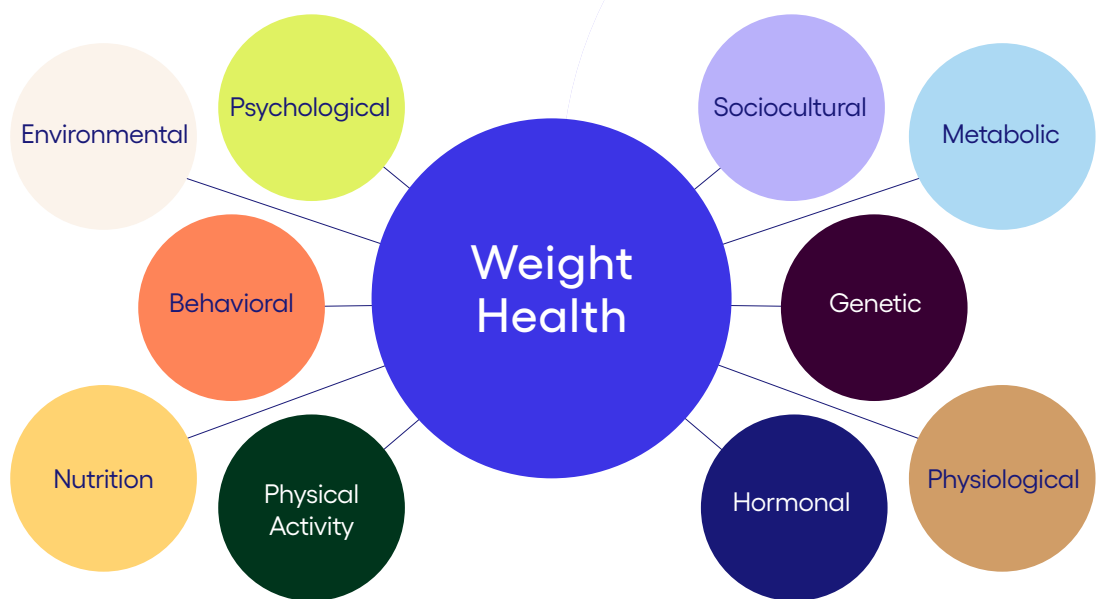 Environmental
Psychological
Sociocultural
Metabolic
Weight
Health
Behavioral
Genetic
Nutrition
Physical
Activity
Hormonal
Physiological